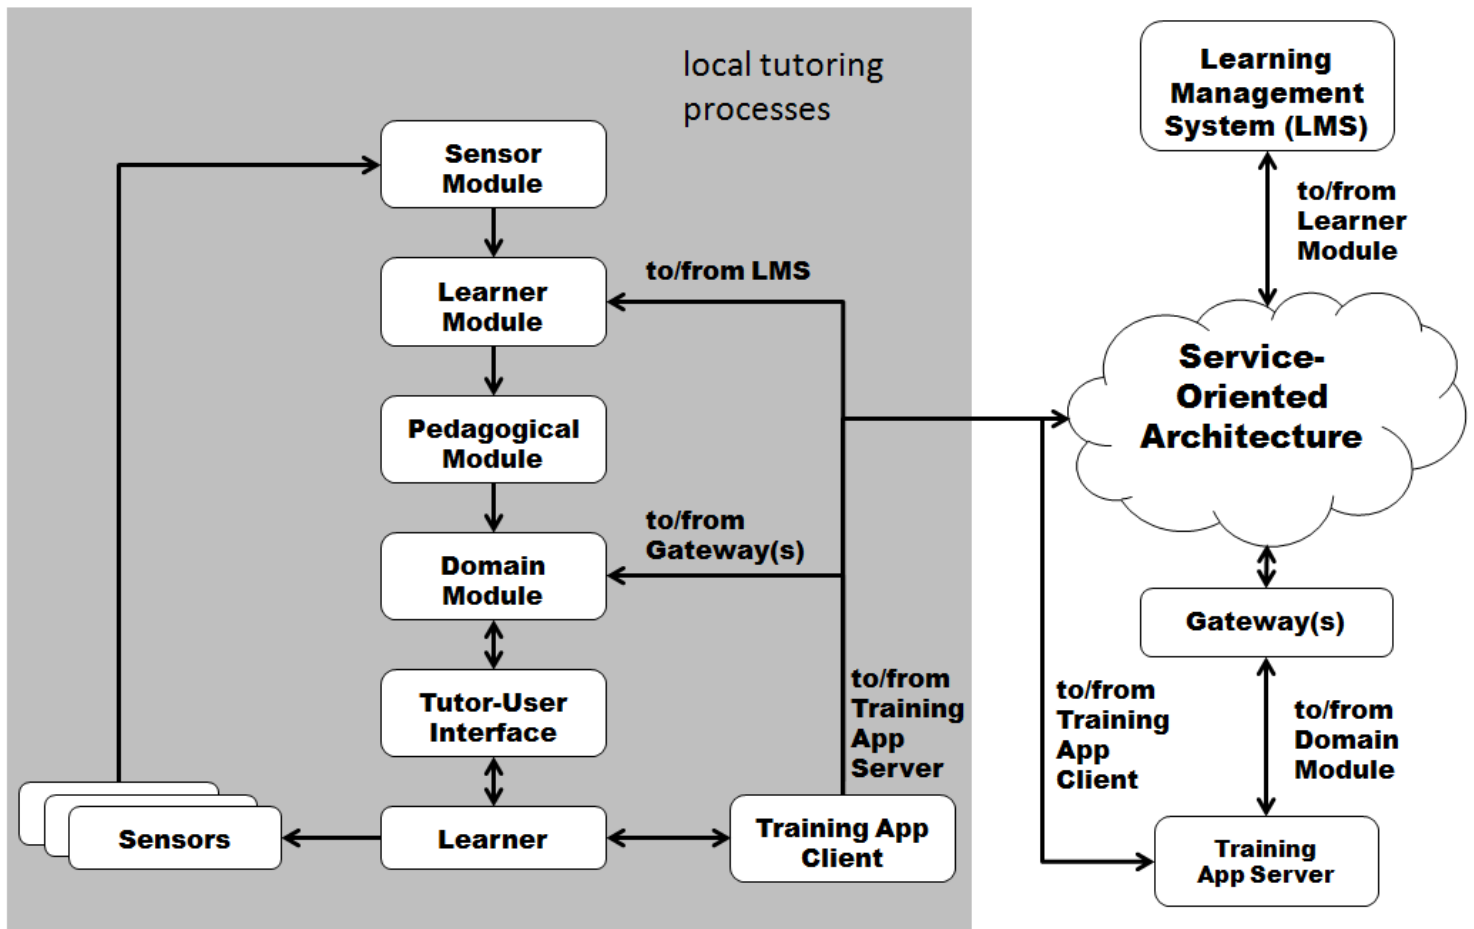 local tutoring
processes
Sensor
Module
Learner
Module
to/from LMS
Pedagogical
Module
to/from
Gateway(s)
Domain
Module
Tutor-User
Interface
to/from
Training
App
Server
Sensors
Learner
Training App
Client
Learning
Management
System (LMS)
to/from
Learner
Module
Service-
Oriented
Architecture
Gateway(s)
to/from
Training
App
Client
to/from
Domain
Module
Training
App Server